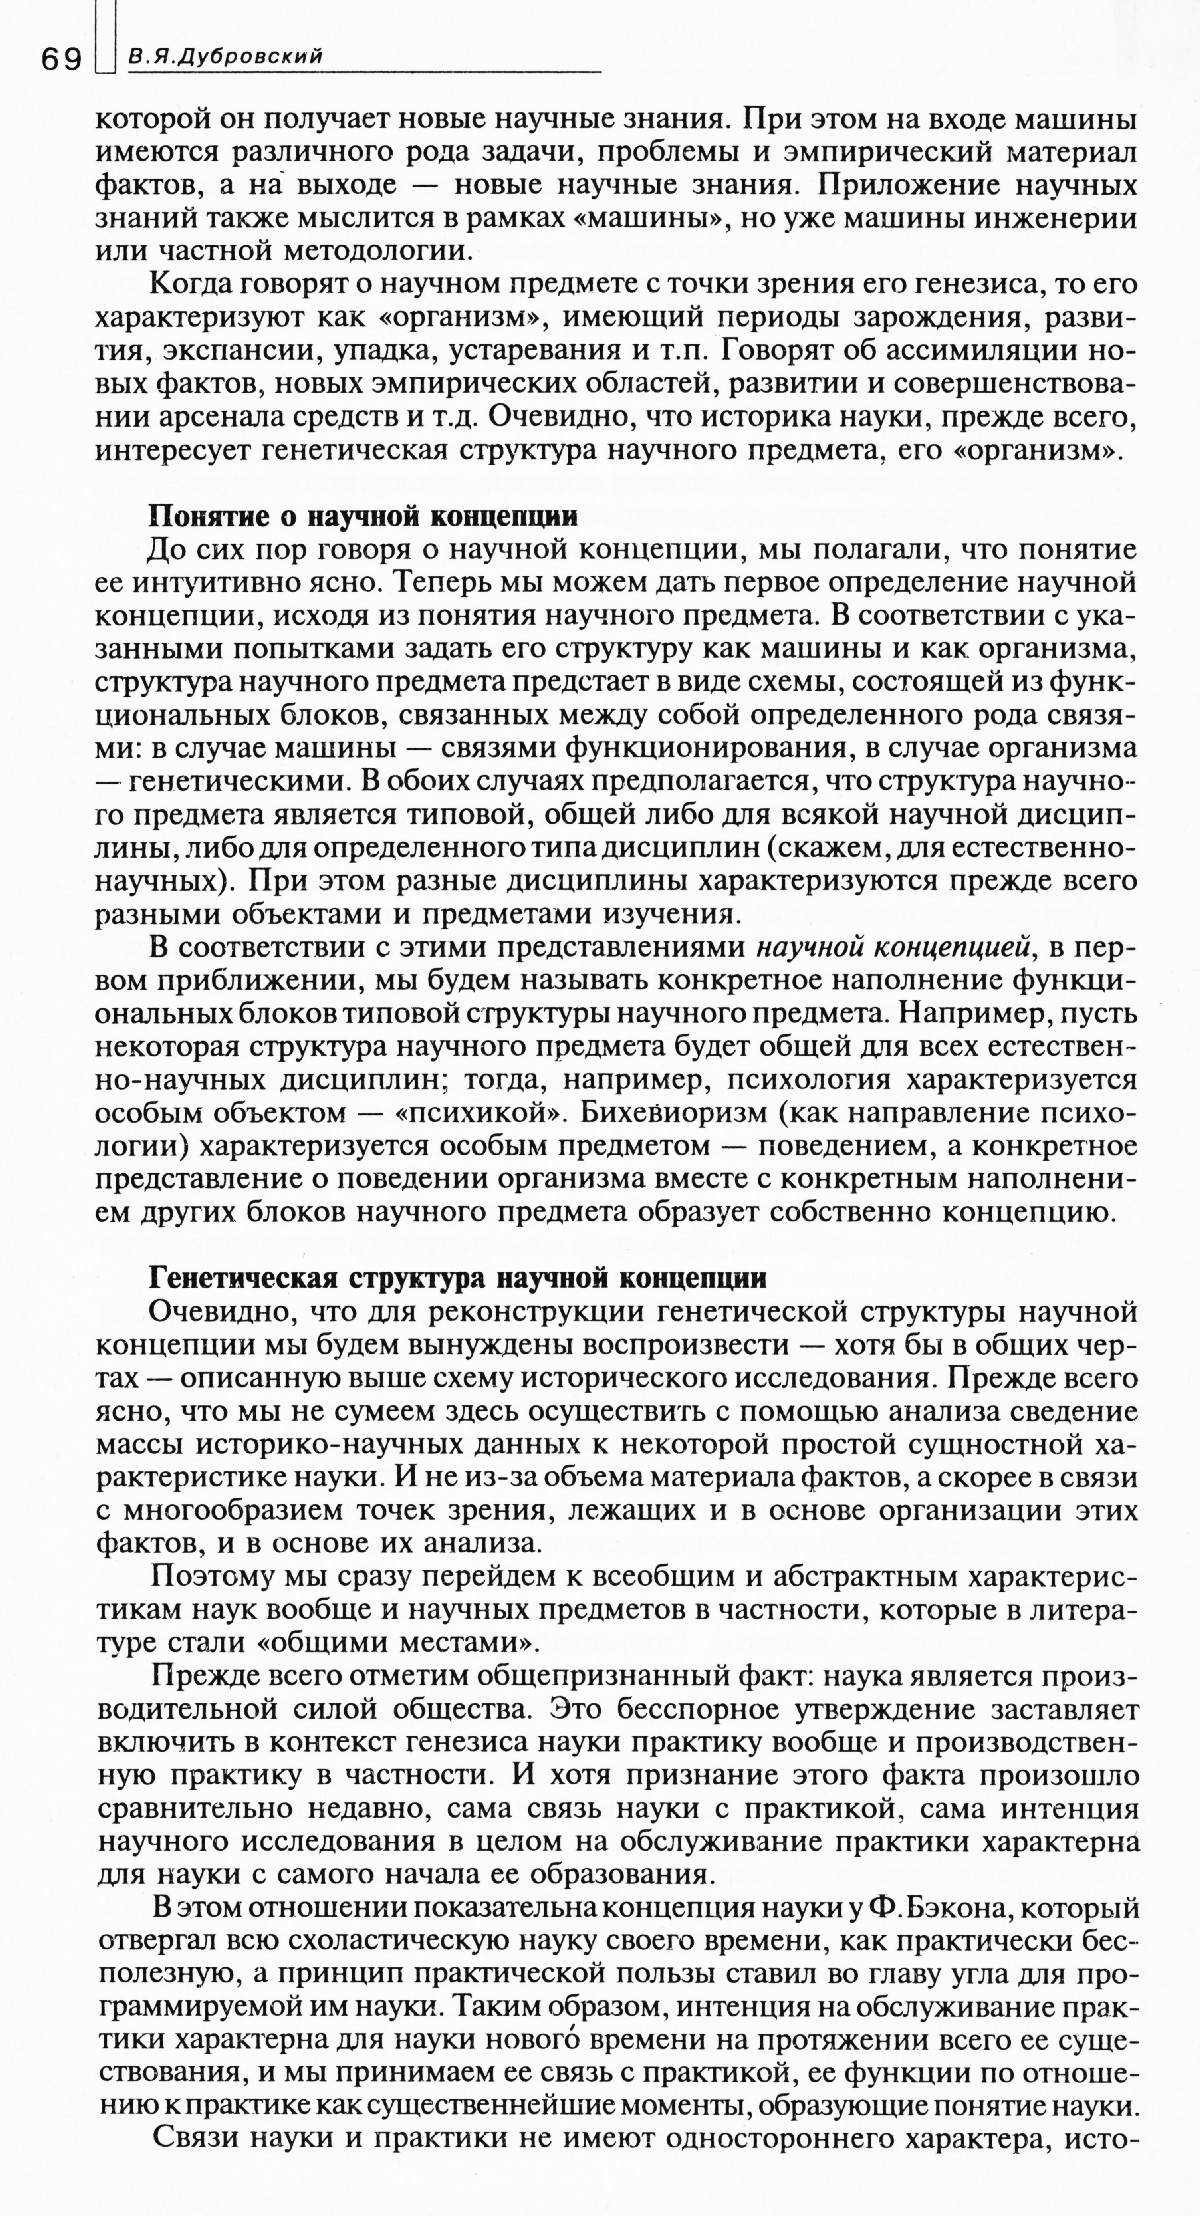 69
В.Я.Дубровский
которой он получает новые научные знания. При этом на входе машины
имеются различного рода задачи, проблемы и эмпирический материал
фактов, а на выходе — новые научные знания. Приложение научных
знаний также мыслится в рамках «машины», но уже машины инженерии
или частной методологии.
Когда говорят о научном предмете с точки зрения его генезиса, то его
характеризуют как «организм», имеющий периоды зарождения, разви-
тия, экспансии, упадка, устаревания и т.п. Говорят об ассимиляции но-
вых фактов, новых эмпирических областей, развитии и совершенствова-
нии арсенала средств и т.д. Очевидно, что историка науки, прежде всего,
интересует генетическая структура научного предмета, его «организм».
Понятие о научной концепции
До сих пор говоря о научной концепции, мы полагали, что понятие
ее интуитивно ясно. Теперь мы можем дать первое определение научной
концепции, исходя из понятия научного предмета. В соответствии с ука-
занными попытками задать его структуру как машины и как организма,
структура научного предмета предстает в виде схемы, состоящей из функ-
циональных блоков, связанных между собой определенного рода связя-
ми: в случае машины — связями функционирования, в случае организма
— генетическими. В обоих случаях предполагается, что структура научно-
го предмета является типовой, общей либо для всякой научной дисцип-
лины, либо для определенного типа дисциплин (скажем, для естественно-
научных). При этом разные дисциплины характеризуются прежде всего
разными объектами и предметами изучения.
В соответствии с этими представлениями научной концепцией, в пер-
вом приближении, мы будем называть конкретное наполнение функци-
ональных блоков типовой структуры научного предмета. Например, пусть
некоторая структура научного предмета будет общей для всех естествен-
но-научных дисциплин; тогда, например, психология характеризуется
особым объектом — «психикой». Бихевиоризм (как направление психо-
логии) характеризуется особым предметом — поведением, а конкретное
представление о поведении организма вместе с конкретным наполнени-
ем других блоков научного предмета образует собственно концепцию.
Генетическая структура научной концепции
Очевидно, что для реконструкции генетической структуры научной
концепции мы будем вынуждены воспроизвести — хотя бы в общих чер-
тах — описанную выше схему исторического исследования. Прежде всего
ясно, что мы не сумеем здесь осуществить с помощью анализа сведение
массы историко-научных данных к некоторой простой сущностной ха-
рактеристике науки. И не из-за объема материала фактов, а скорее в связи
с многообразием точек зрения, лежащих и в основе организации этих
фактов, и в основе их анализа.
Поэтому мы сразу перейдем к всеобщим и абстрактным характерис-
тикам наук вообще и научных предметов в частности, которые в литера-
туре стали «общими местами».
Прежде всего отметим общепризнанный факт: наука является произ-
водительной силой общества. Это бесспорное утверждение заставляет
включить в контекст генезиса науки практику вообще и производствен-
ную практику в частности. И хотя признание этого факта произошло
сравнительно недавно, сама связь науки с практикой, сама интенция
научного исследования в целом на обслуживание практики характерна
для науки с самого начала ее образования.
В этом отношении показательна концепция науки у Ф.Бэкона, который
отвергал всю схоластическую науку своего времени, как практически бес-
полезную, а принцип практической пользы ставил во главу угла для про-
граммируемой им науки. Таким образом, интенция на обслуживание прак-
тики характерна для науки нового времени на протяжении всего ее суще-
ствования, и мы принимаем ее связь с практикой, ее функции по отноше-
нию к практике как существеннейшие моменты, образующие понятие науки.
Связи науки и практики не имеют одностороннего характера, исто-